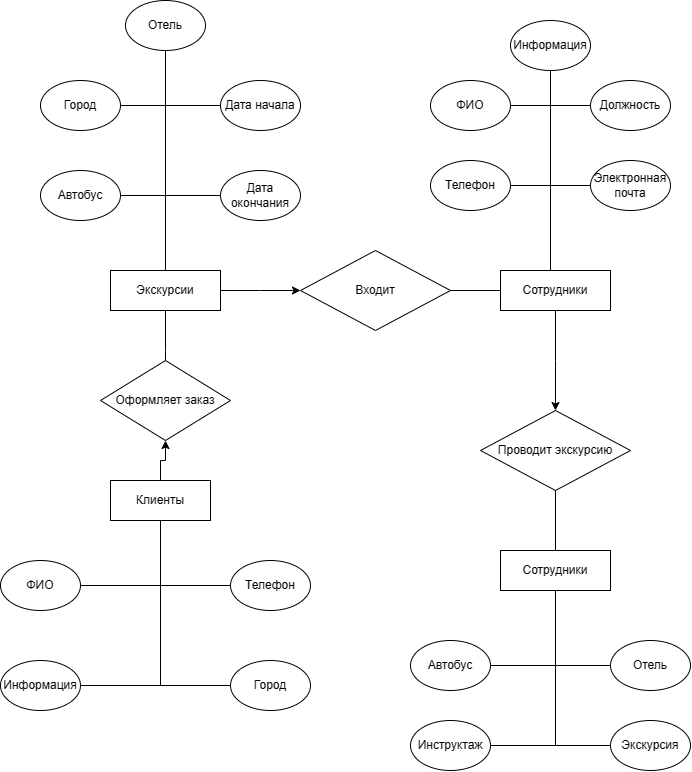 Отель
Информация
Город
Дата начала
ФИО
Должность
Автобус
Дата
окончания
Телефон
Электронная
почта
Экскурсии
Входит
Сотрудники
Оформляет заказ
Проводит экскурсию
Клиенты
Сотрудники
ФИО
Телефон
Автобус
Отель
Информация
Город
Инструктаж
Экскурсия